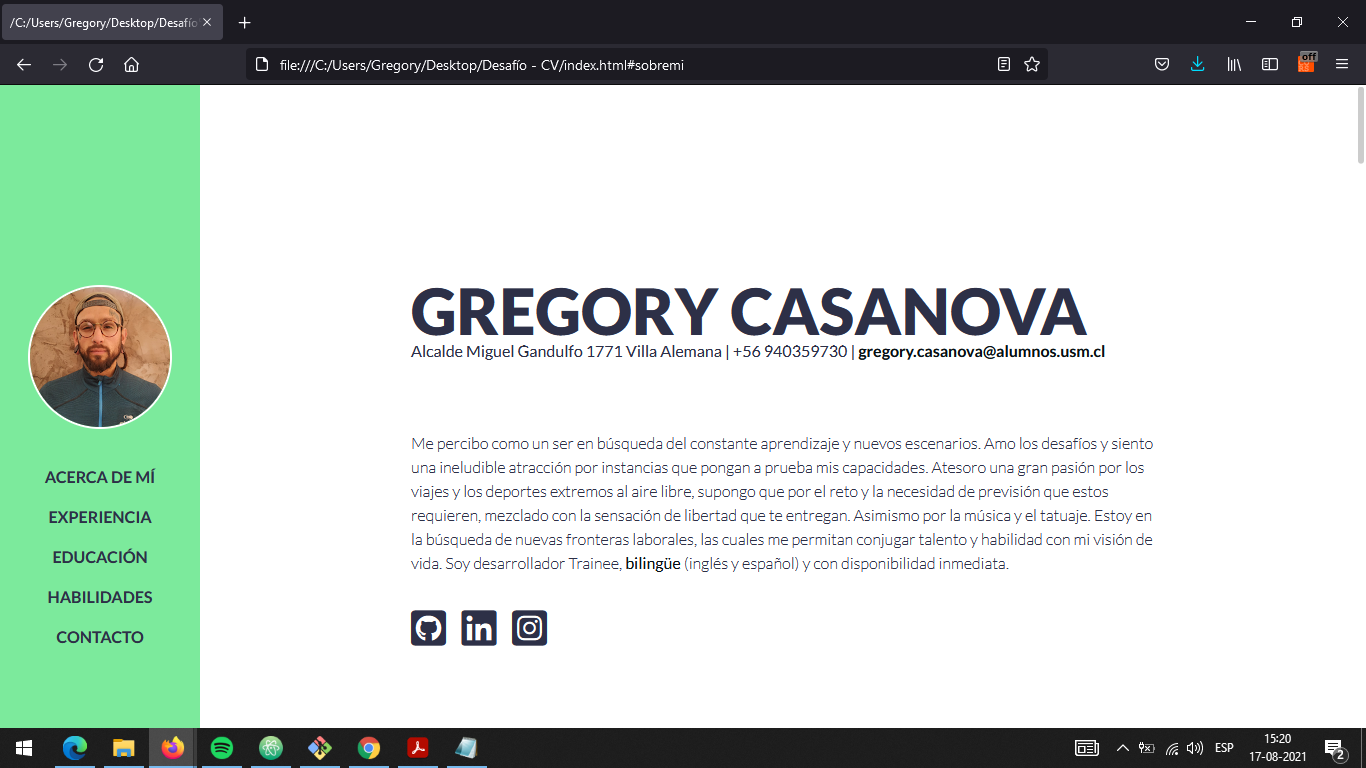 /C:/Users/Gregory/Desktop/Desafío
file:///C:/Users/Gregory/Desktop/Desafío - CV/index.html#sobremi
off
ACERCA DE MÍ
EXPERIENCIA
EDUCACIÓN
HABILIDADES
CONTACTO
GREGORY CASANOVA
Alcalde Miguel Gandulfo 1771 Villa Alemana | +56 940359730 | gregory.casanova@alumnos.usm.cl
Me percibo como un ser en búsqueda del constante aprendizaje y nuevos escenarios. Amo los desafíos y siento
una ineludible atracción por instancias que pongan a prueba mis capacidades. Atesoro una gran pasión por los
viajes y los deportes extremos al aire libre, supongo que por el reto y la necesidad de previsión que estos
requieren, mezclado con la sensación de libertad que te entregan. Asimismo por la música y el tatuaje. Estoy en
la búsqueda de nuevas fronteras laborales, las cuales me permitan conjugar talento y habilidad con mi visión de
vida. Soy desarrollador Trainee, bilingüe (inglés y español) y con disponibilidad inmediata.
in
ESP
15:20
17-08-2021
2